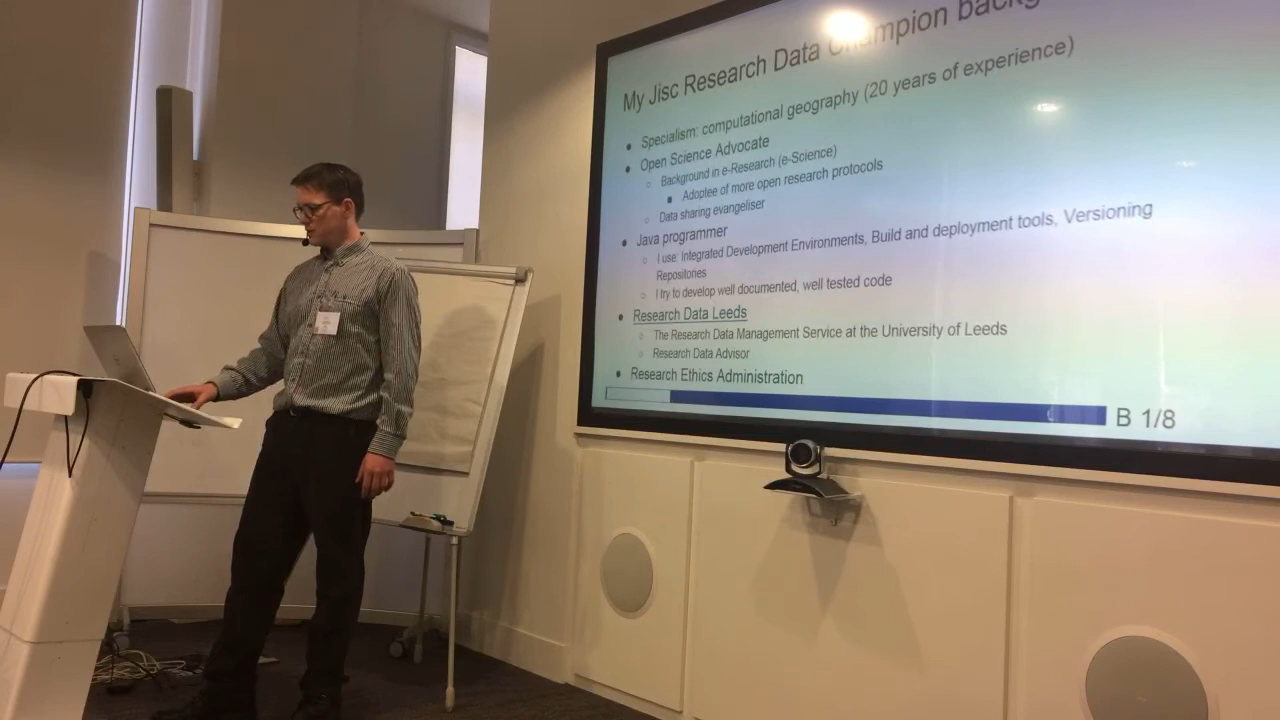 My Jisc Research Data Champion backg
Specialism: computational geography (20 years of experience)
Open Science Advocate
Background in e-Research (e-Science)
Adoptee of more open research protocols
Data sharing evangeliser
Java programmer
I use: Integrated Development Environments, Build and deployment tools, Versioning
Repositories
I try to develop well documented, well tested code
Research Data Leeds
The Research Data Management Service at the University of Leeds
Research Data Advisor
Research Ethics Administration
B 1/8